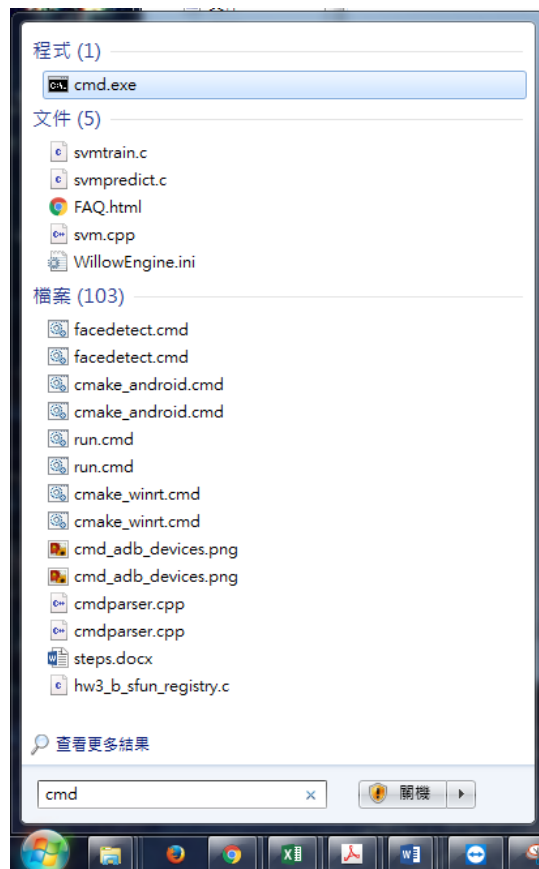 程式 (1)
cmd.exe
文件 (5)
svmtrain.c
svmpredict.c
FAQ.html
svm.cpp
WillowEngine.ini
檔案 (103)
facedetect.cmd
facedetect.cmd
cmake_android.cmd
cmake_android.cmd
run.cmd
run.cmd
cmake_winrt.cmd
cmake_winrt.cmd
cmd_adb_devices.png
cmd_adb_devices.png
cmdparser.cpp
cmdparser.cpp
steps.docx
hw3_b_sfun_registry.c
查看更多結果
cmd
關機